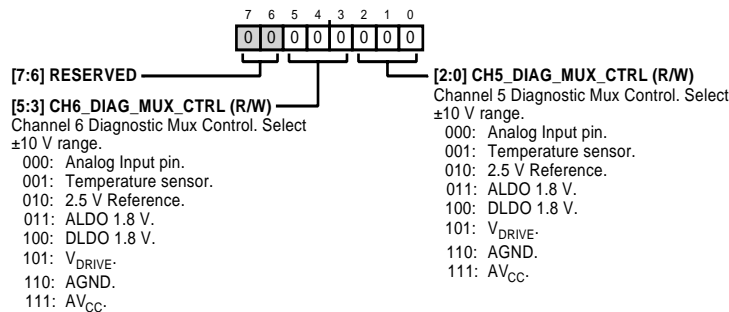 7 6 5 4 3 2 1 0
0 0 0 0 0 0 0 0
[7:6] RESERVED
[5:3] CH6_DIAG_MUX_CTRL (R/W)
Channel 6 Diagnostic Mux Control. Select
±10 V range.
000: Analog Input pin.
001: Temperature sensor.
010: 2.5 V Reference.
011: ALDO 1.8 V.
100: DLDO 1.8 V.
101: VDRIVE.
110: AGND.
111: AVCC.
[2:0] CH5_DIAG_MUX_CTRL (R/W)
Channel 5 Diagnostic Mux Control. Select
±10 V range.
000: Analog Input pin.
001: Temperature sensor.
010: 2.5 V Reference.
011: ALDO 1.8 V.
100: DLDO 1.8 V.
101: VDRIVE.
110: AGND.
111: AVCC.